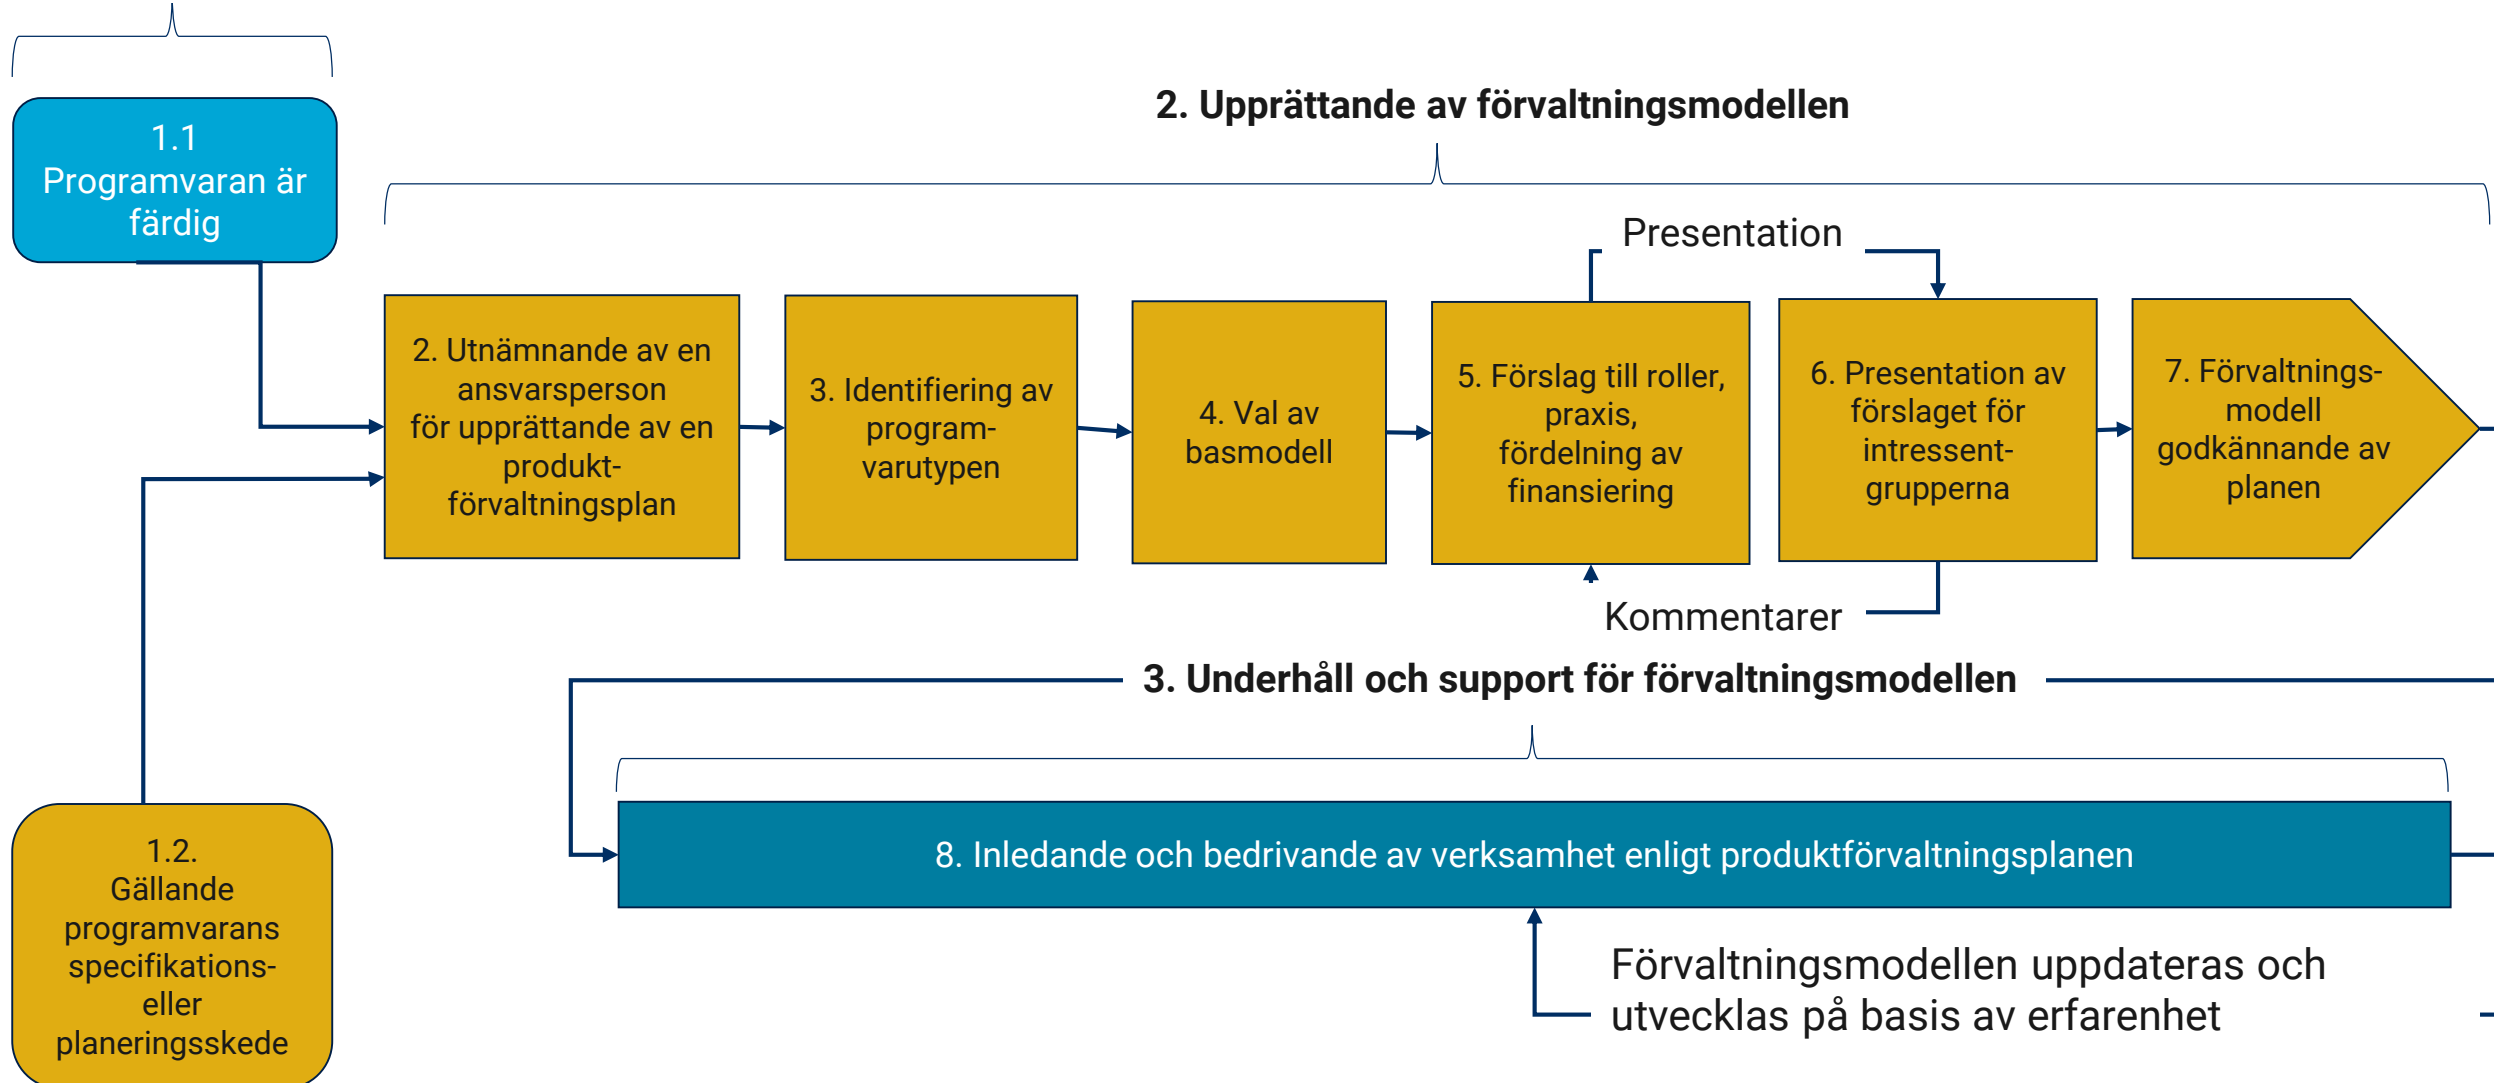 1.1
Programvaran är
färdig
2. Upprättande av förvaltningsmodellen
Presentation
2. Utnämnande av en
ansvarsperson
för upprättande av en
produkt-
förvaltningsplan
3. Identifiering av
program-
varutypen
4. Val av
basmodell
5. Förslag till roller,
praxis,
fördelning av
finansiering
6. Presentation av
förslaget för
intressent-
grupperna
7. Förvaltnings-
modell
godkännande av
planen
Kommentarer
3. Underhåll och support för förvaltningsmodellen
1.2.
Gällande
programvarans
specifikations-
eller
planeringsskede
8. Inledande och bedrivande av verksamhet enligt produktförvaltningsplanen
Förvaltningsmodellen uppdateras och
utvecklas på basis av erfarenhet